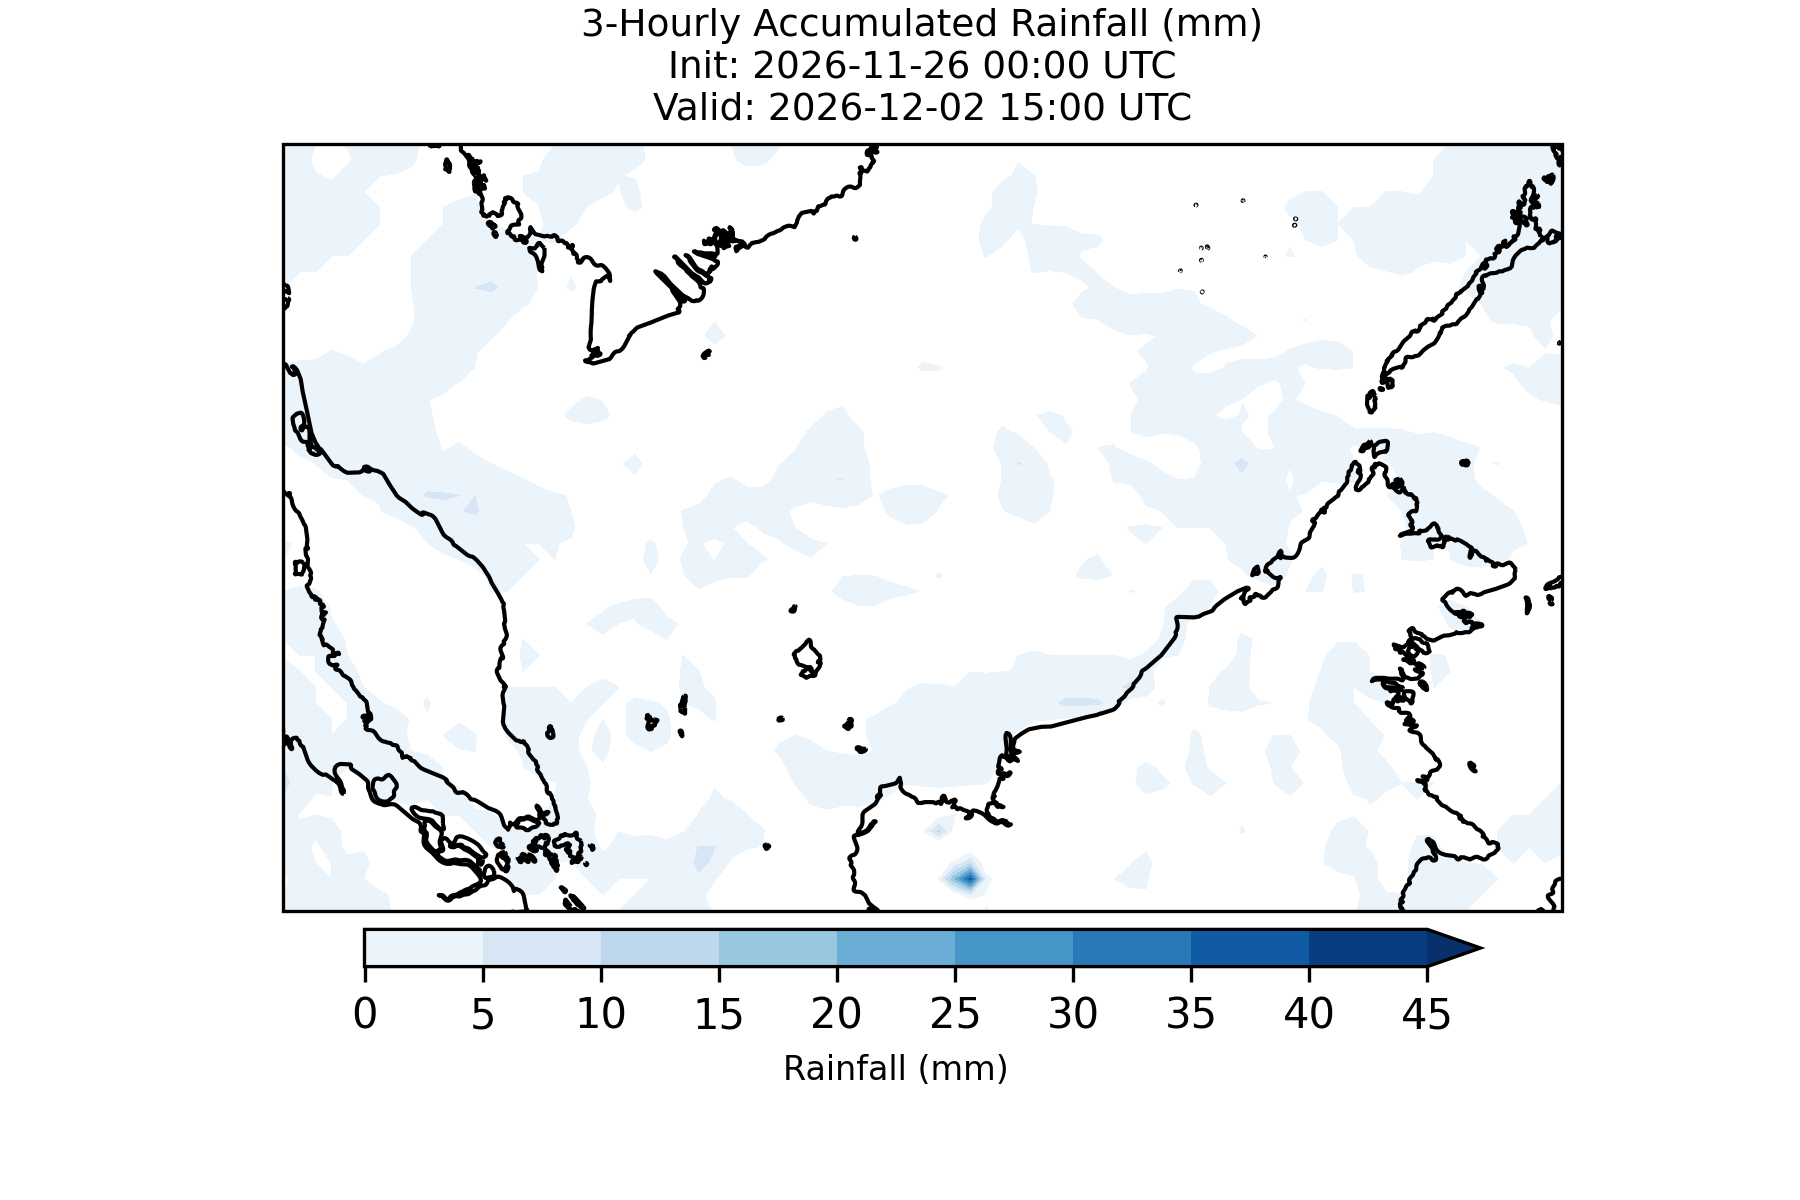 3-Hourly Accumulated Rainfall (mm)
Init: 2026-11-26 00:00 UTC
Valid: 2026-12-02 15:00 UTC
0 5 10 15 20 25 30 35 40 45
Rainfall (mm)